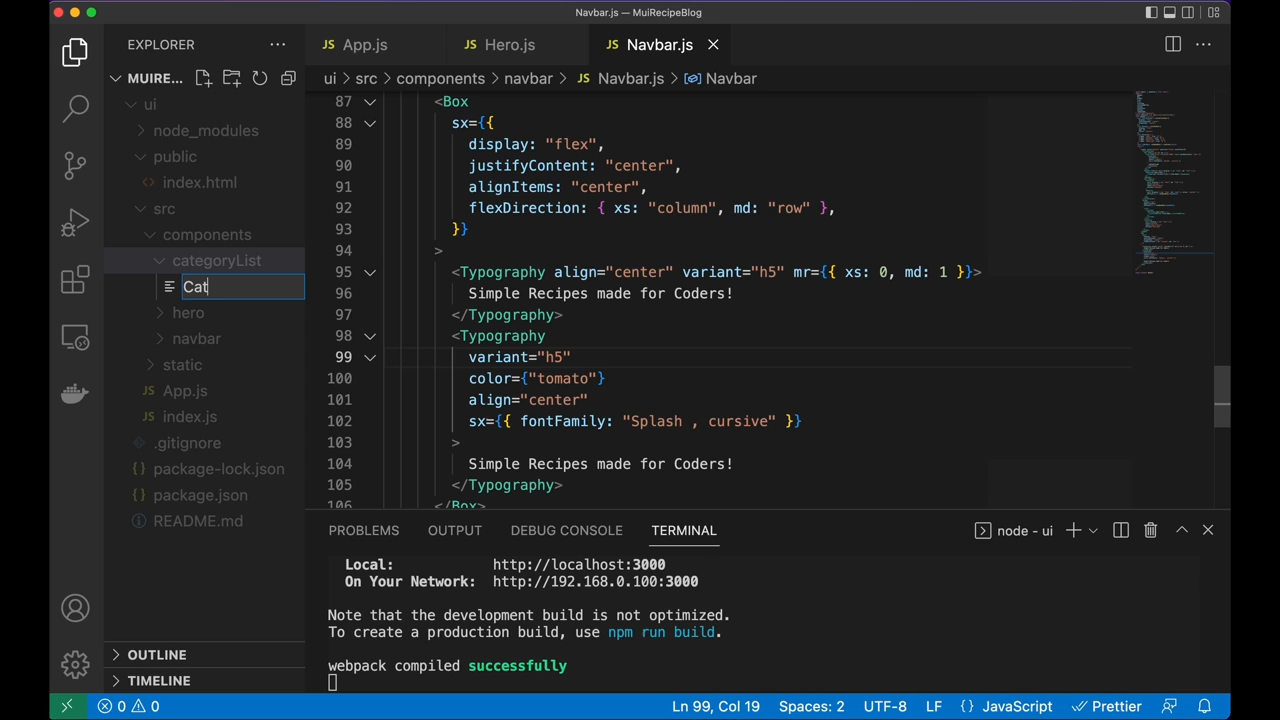 Navbar.js — MuiRecipeBlog
EXPLORER
JS App.js
JS Hero.js
JS Navbar.js
MUIRE...
ui > src > components > navbar > JS Navbar.js > Navbar
ui
node_modules
public
<> index.html
src
components
categoryList
Cat
hero
navbar
static
JS App.js
JS index.js
.gitignore
{} package-lock.json
{} package.json
README.md
OUTLINE
TIMELINE
87 <Box
88 sx={{
89 display: "flex",
90 justifyContent: "center",
91 alignItems: "center",
92 flexDirection: { xs: "column", md: "row" },
93 }}
94 >
95 <Typography align="center" variant="h5" mr={{ xs: 0, md: 1 }}>
96 Simple Recipes made for Coders!
97 </Typography>
98 <Typography
99 variant="h5"
100 color={"tomato"}
101 align="center"
102 sx={{ fontFamily: "Splash , cursive" }}
103 >
104 Simple Recipes made for Coders!
105 </Typography>
106 </Box>
PROBLEMS OUTPUT DEBUG CONSOLE TERMINAL
node - ui
Local: http://localhost:3000
On Your Network: http://192.168.0.100:3000
Note that the development build is not optimized.
To create a production build, use npm run build.
webpack compiled successfully
0 0
Ln 99, Col 19 Spaces: 2 UTF-8 LF {} JavaScript Prettier